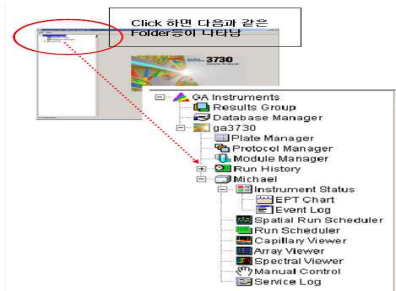 Click 하면 다음과 같은
Folder등이 나타남
3730
GA Instruments
Results Group
Database Manager
ga3730
Plate Manager
Protocol Manager
Module Manager
Run History
Michael
Instrument Status
EPT Chart
Event Log
Spatial Run Scheduler
Run Scheduler
Capillary Viewer
Array Viewer
Spectral Viewer
Manual Control
Service Log